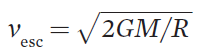 v_esc = √2GM/R